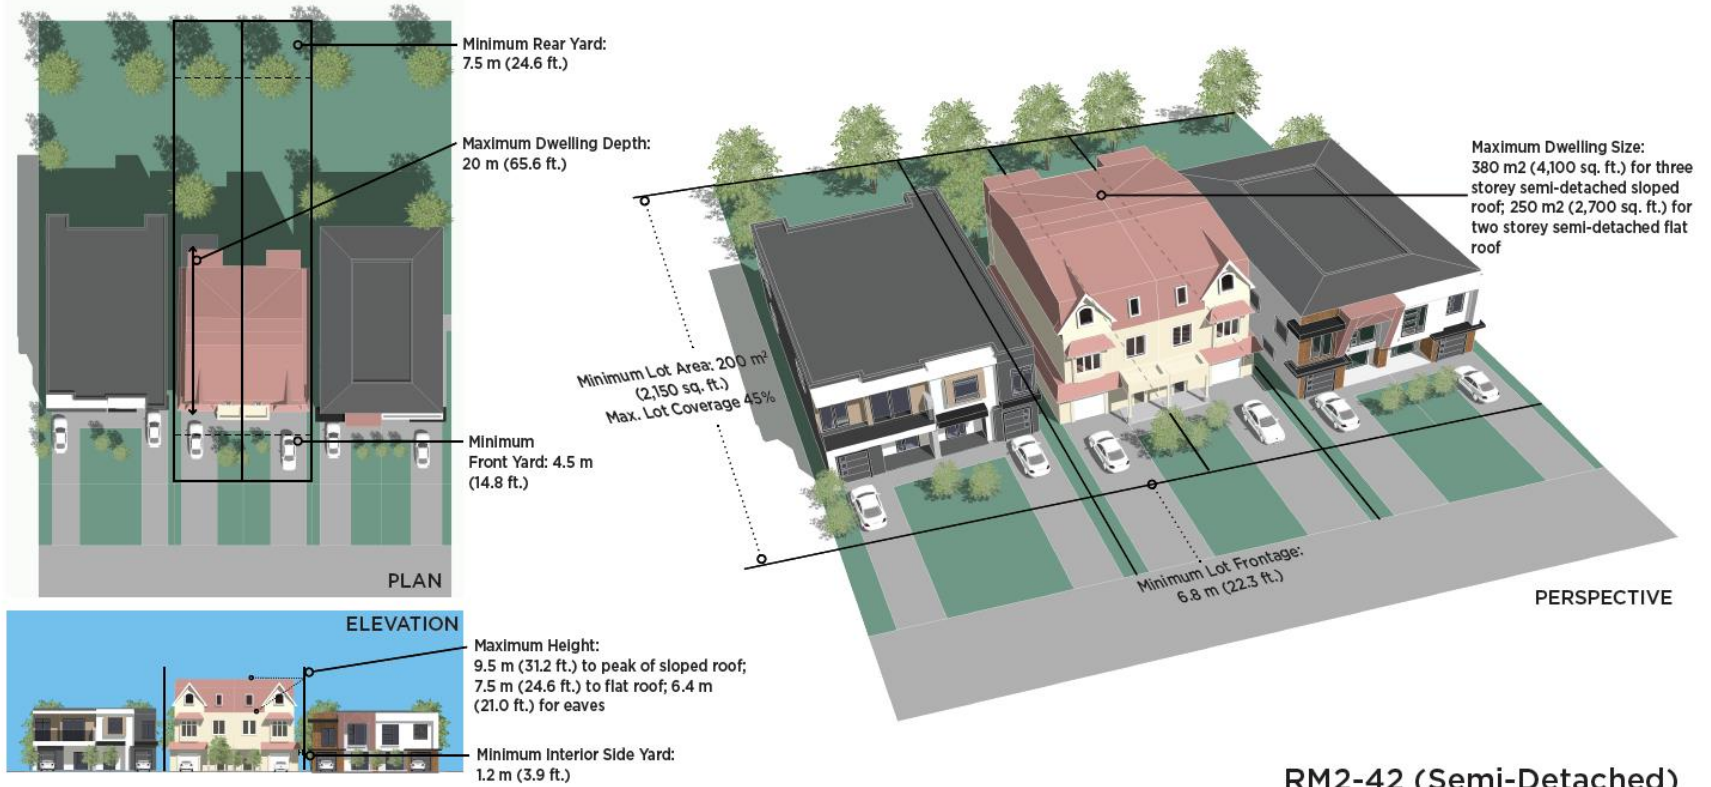 Minimum Rear Yard:
7.5 m (24.6 ft.)
Maximum Dwelling Depth:
20 m (65.6 ft.)
Minimum
Front Yard: 4.5 m
(14.8 ft.)
PLAN
ELEVATION
Maximum Height:
9.5 m (31.2 ft.) to peak of sloped roof;
7.5 m (24.6 ft.) to flat roof; 6.4 m
(21.0 ft.) for eaves
Minimum Interior Side Yard:
1.2 m (3.9 ft.)
Minimum Lot Area: 200 m²
(2,150 sq. ft.)
Max. Lot Coverage 45%
Maximum Dwelling Size:
380 m2 (4,100 sq. ft.) for three
storey semi-detached sloped
roof; 250 m2 (2,700 sq. ft.) for
two storey semi-detached flat
roof
Minimum Lot Frontage:
6.8 m (22.3 ft.)
PERSPECTIVE
RM2-42 (Semi-Detached)